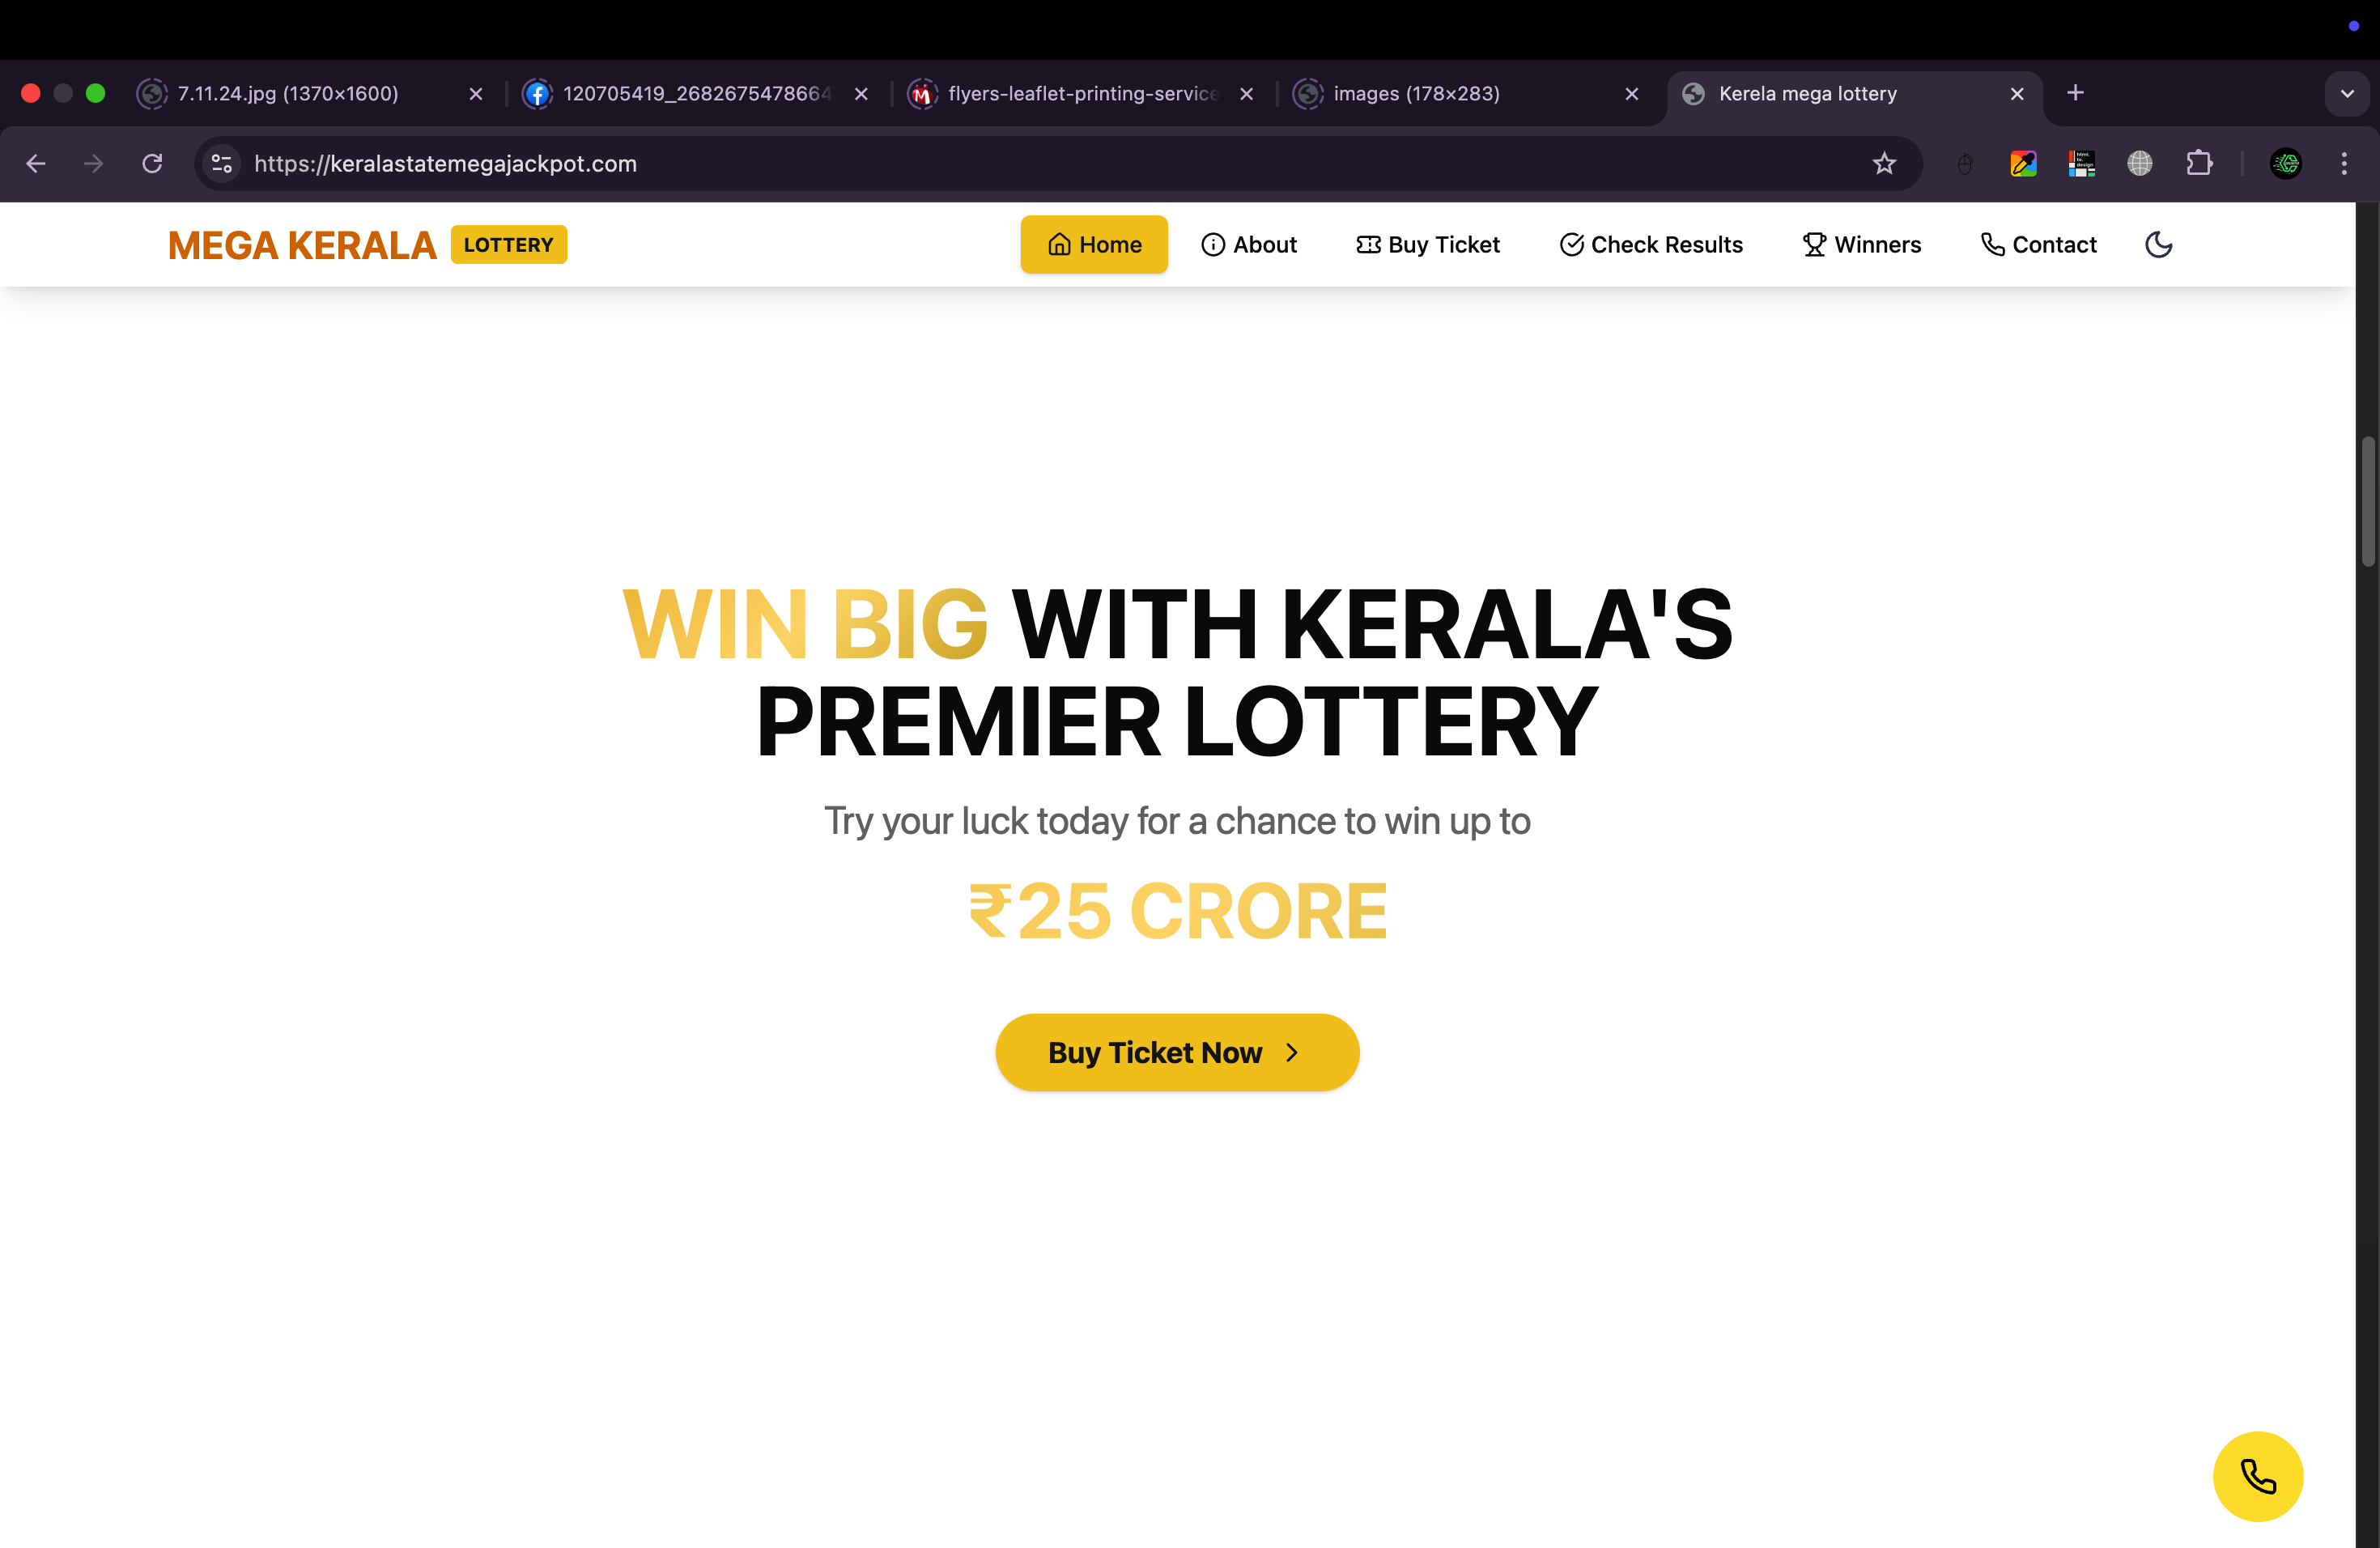 7.11.24.jpg (1370×1600)
120705419_2682675478664
flyers-leaflet-printing-service
images (178×283)
Kerela mega lottery
https://keralastatemegajackpot.com
MEGA KERALA LOTTERY
Home
About
Buy Ticket
Check Results
Winners
Contact
WIN BIG WITH KERALA'S
PREMIER LOTTERY
Try your luck today for a chance to win up to
₹25 CRORE
Buy Ticket Now